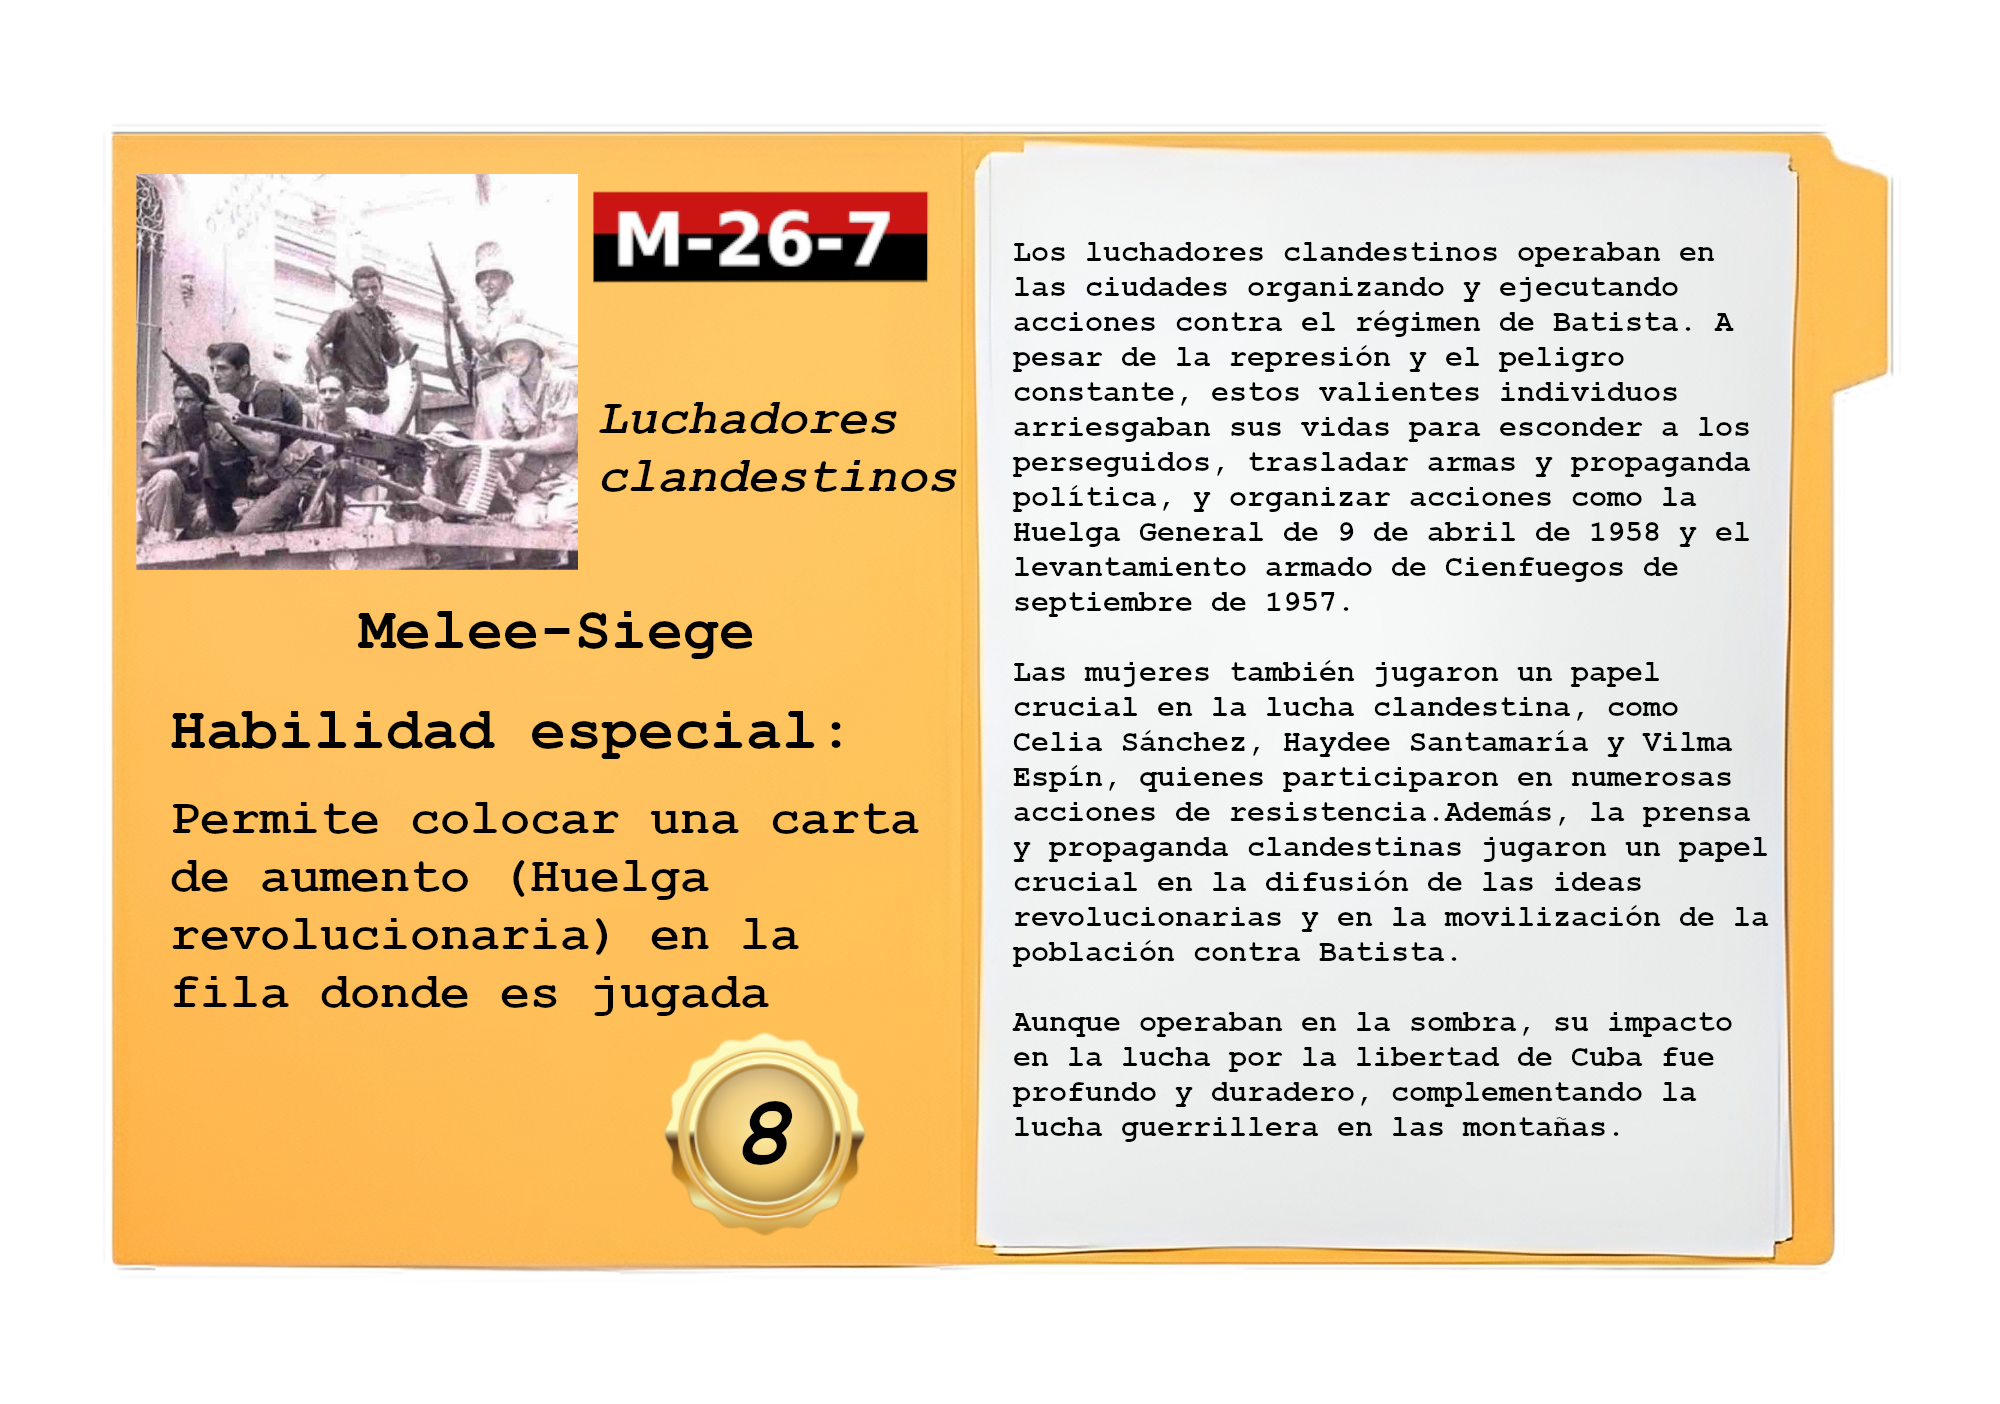 M-26-7
Luchadores
clandestinos
Melee-Siege
Habilidad especial:
Permite colocar una carta
de aumento (Huelga
revolucionaria) en la
fila donde es jugada
8
Los luchadores clandestinos operaban en
las ciudades organizando y ejecutando
acciones contra el régimen de Batista. A
pesar de la represión y el peligro
constante, estos valientes individuos
arriesgaban sus vidas para esconder a los
perseguidos, trasladar armas y propaganda
política, y organizar acciones como la
Huelga General de 9 de abril de 1958 y el
levantamiento armado de Cienfuegos de
septiembre de 1957.
Las mujeres también jugaron un papel
crucial en la lucha clandestina, como
Celia Sánchez, Haydee Santamaría y Vilma
Espín, quienes participaron en numerosas
acciones de resistencia.Además, la prensa
y propaganda clandestinas jugaron un papel
crucial en la difusión de las ideas
revolucionarias y en la movilización de la
población contra Batista.
Aunque operaban en la sombra, su impacto
en la lucha por la libertad de Cuba fue
profundo y duradero, complementando la
lucha guerrillera en las montañas.